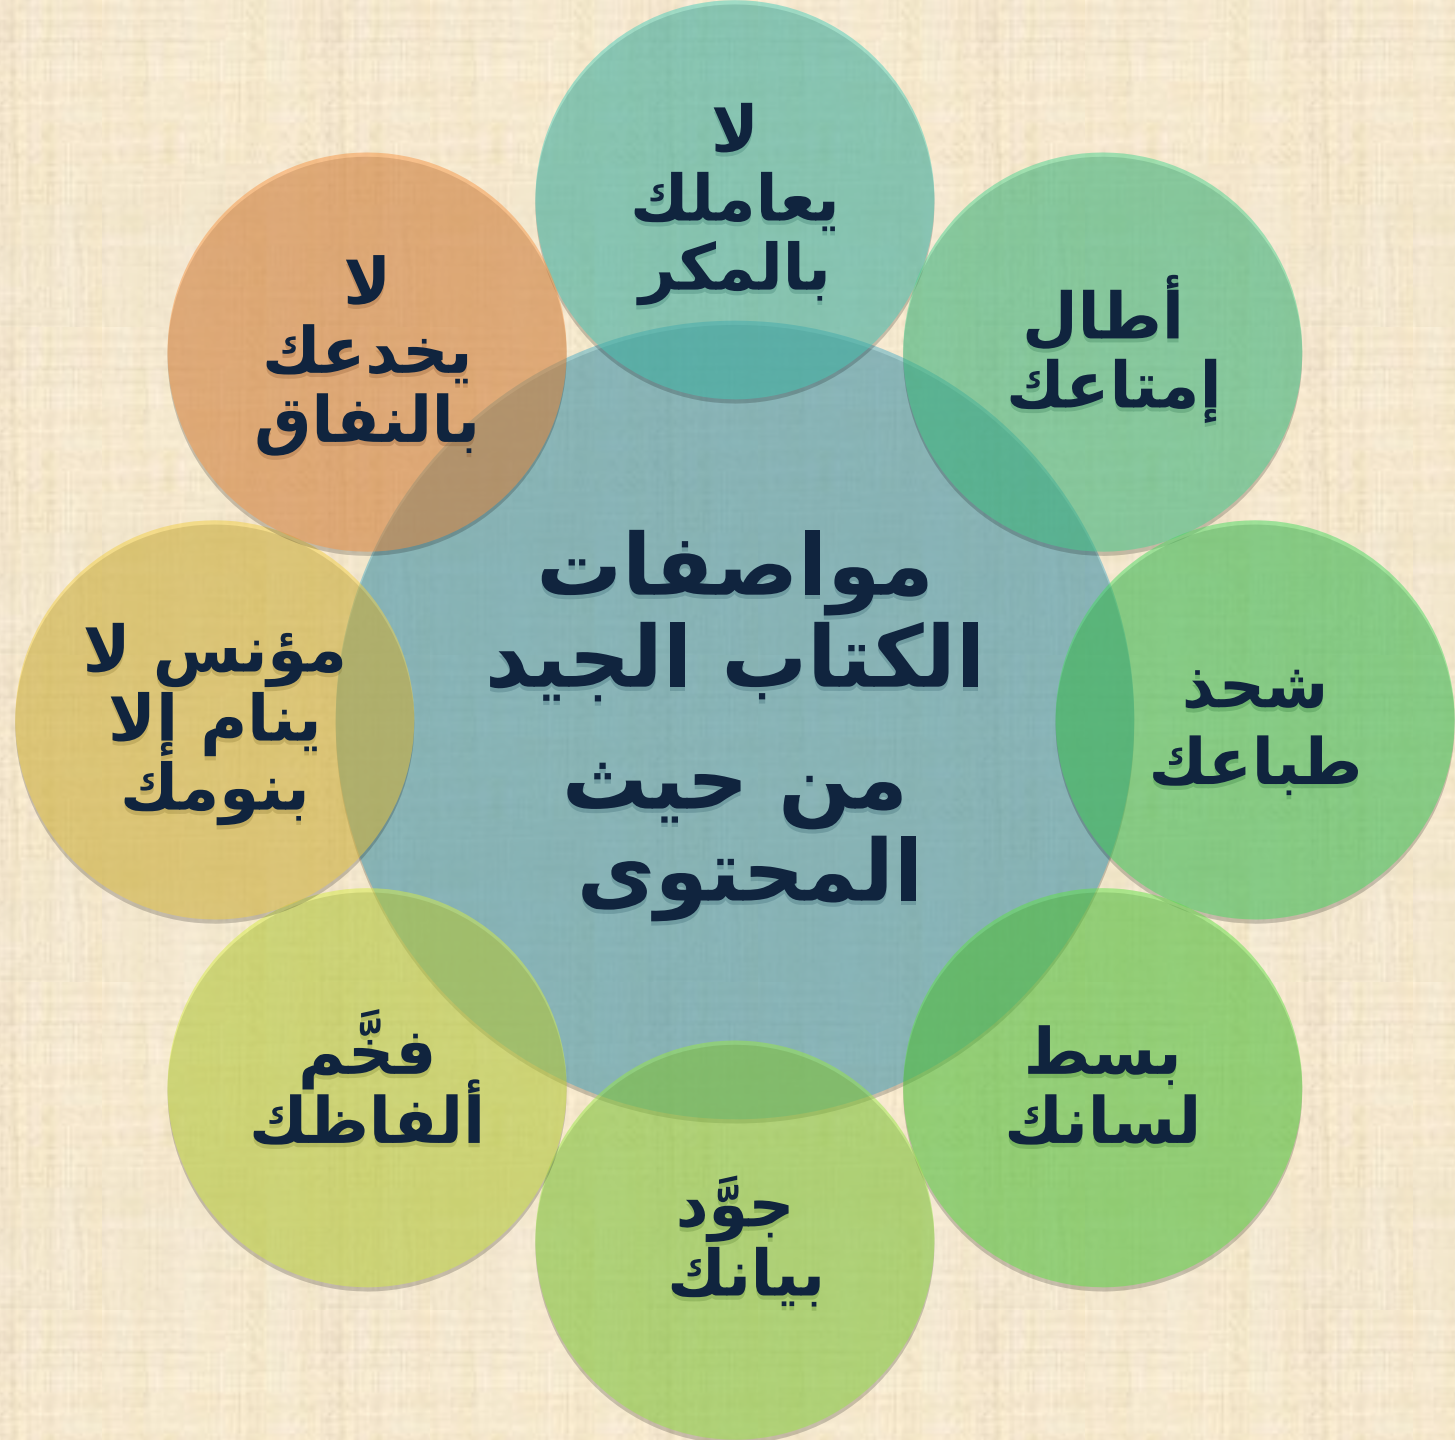 مواصفات
الكتاب الجيد
من حيث
المحتوى
لا
يعاملك
بالمكر
أطال
إمتاعك
شحذ
طباعك
بسط
لسانك
جوَّد
بيانك
فخَّم
ألفاظك
مؤنس لا
ينام إلا
بنومك
لا
يخدعك
بالنفاق